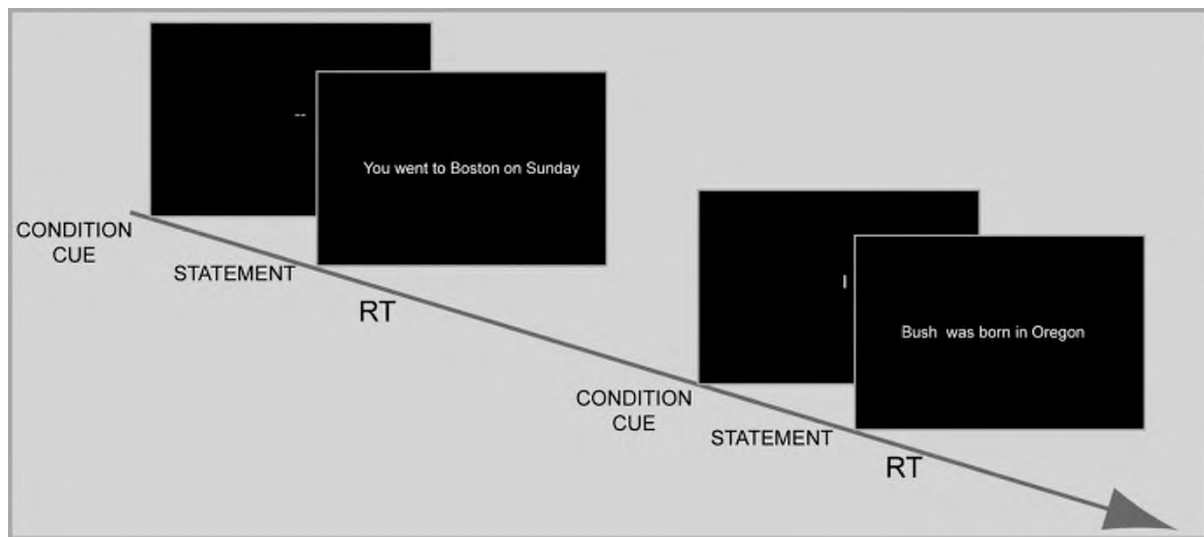 --
You went to Boston on Sunday
CONDITION
CUE
STATEMENT
RT
I
Bush  was born in Oregon
CONDITION
CUE
STATEMENT
RT